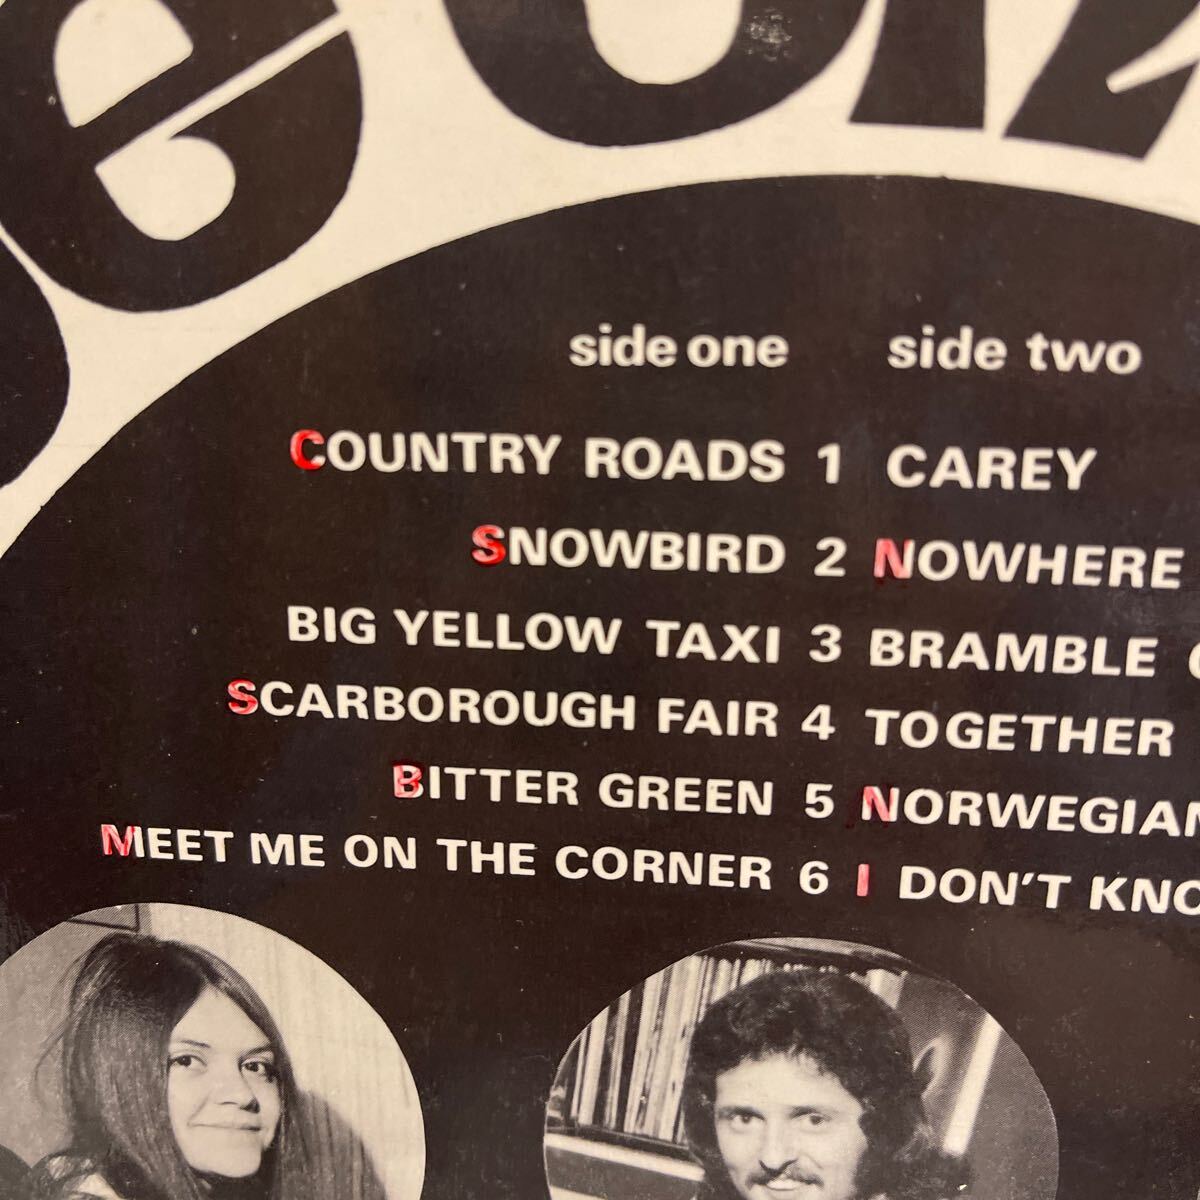 side one side two
COUNTRY ROADS 1 CAREY
SNOWBIRD 2 NOWHERE
BIG YELLOW TAXI 3 BRAMBLE
SCARBOROUGH FAIR 4 TOGETHER
BITTER GREEN 5 NORWEGIAN
MEET ME ON THE CORNER 6 I DON'T KNO